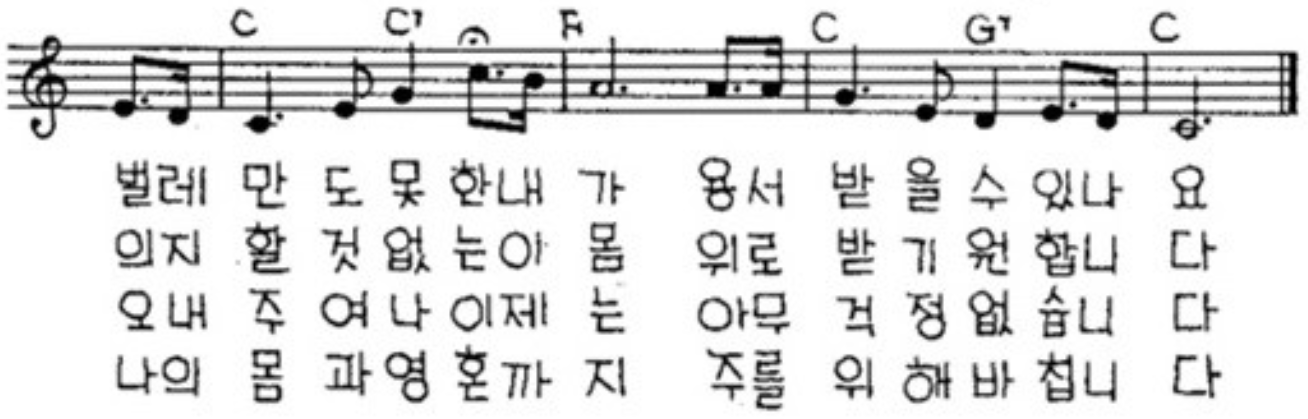 C C7 F C G7 C
벌레 만 도 못 한내 가 용서 받 을 수 있나 요
의지 할 것 없 는이 몸 위로 받 기 원 합니 다
오내 주 여 나 이제 는 아무 걱 정 없 습니 다
나의 몸 과 영 혼까 지 주를 위 해 바 칩니 다